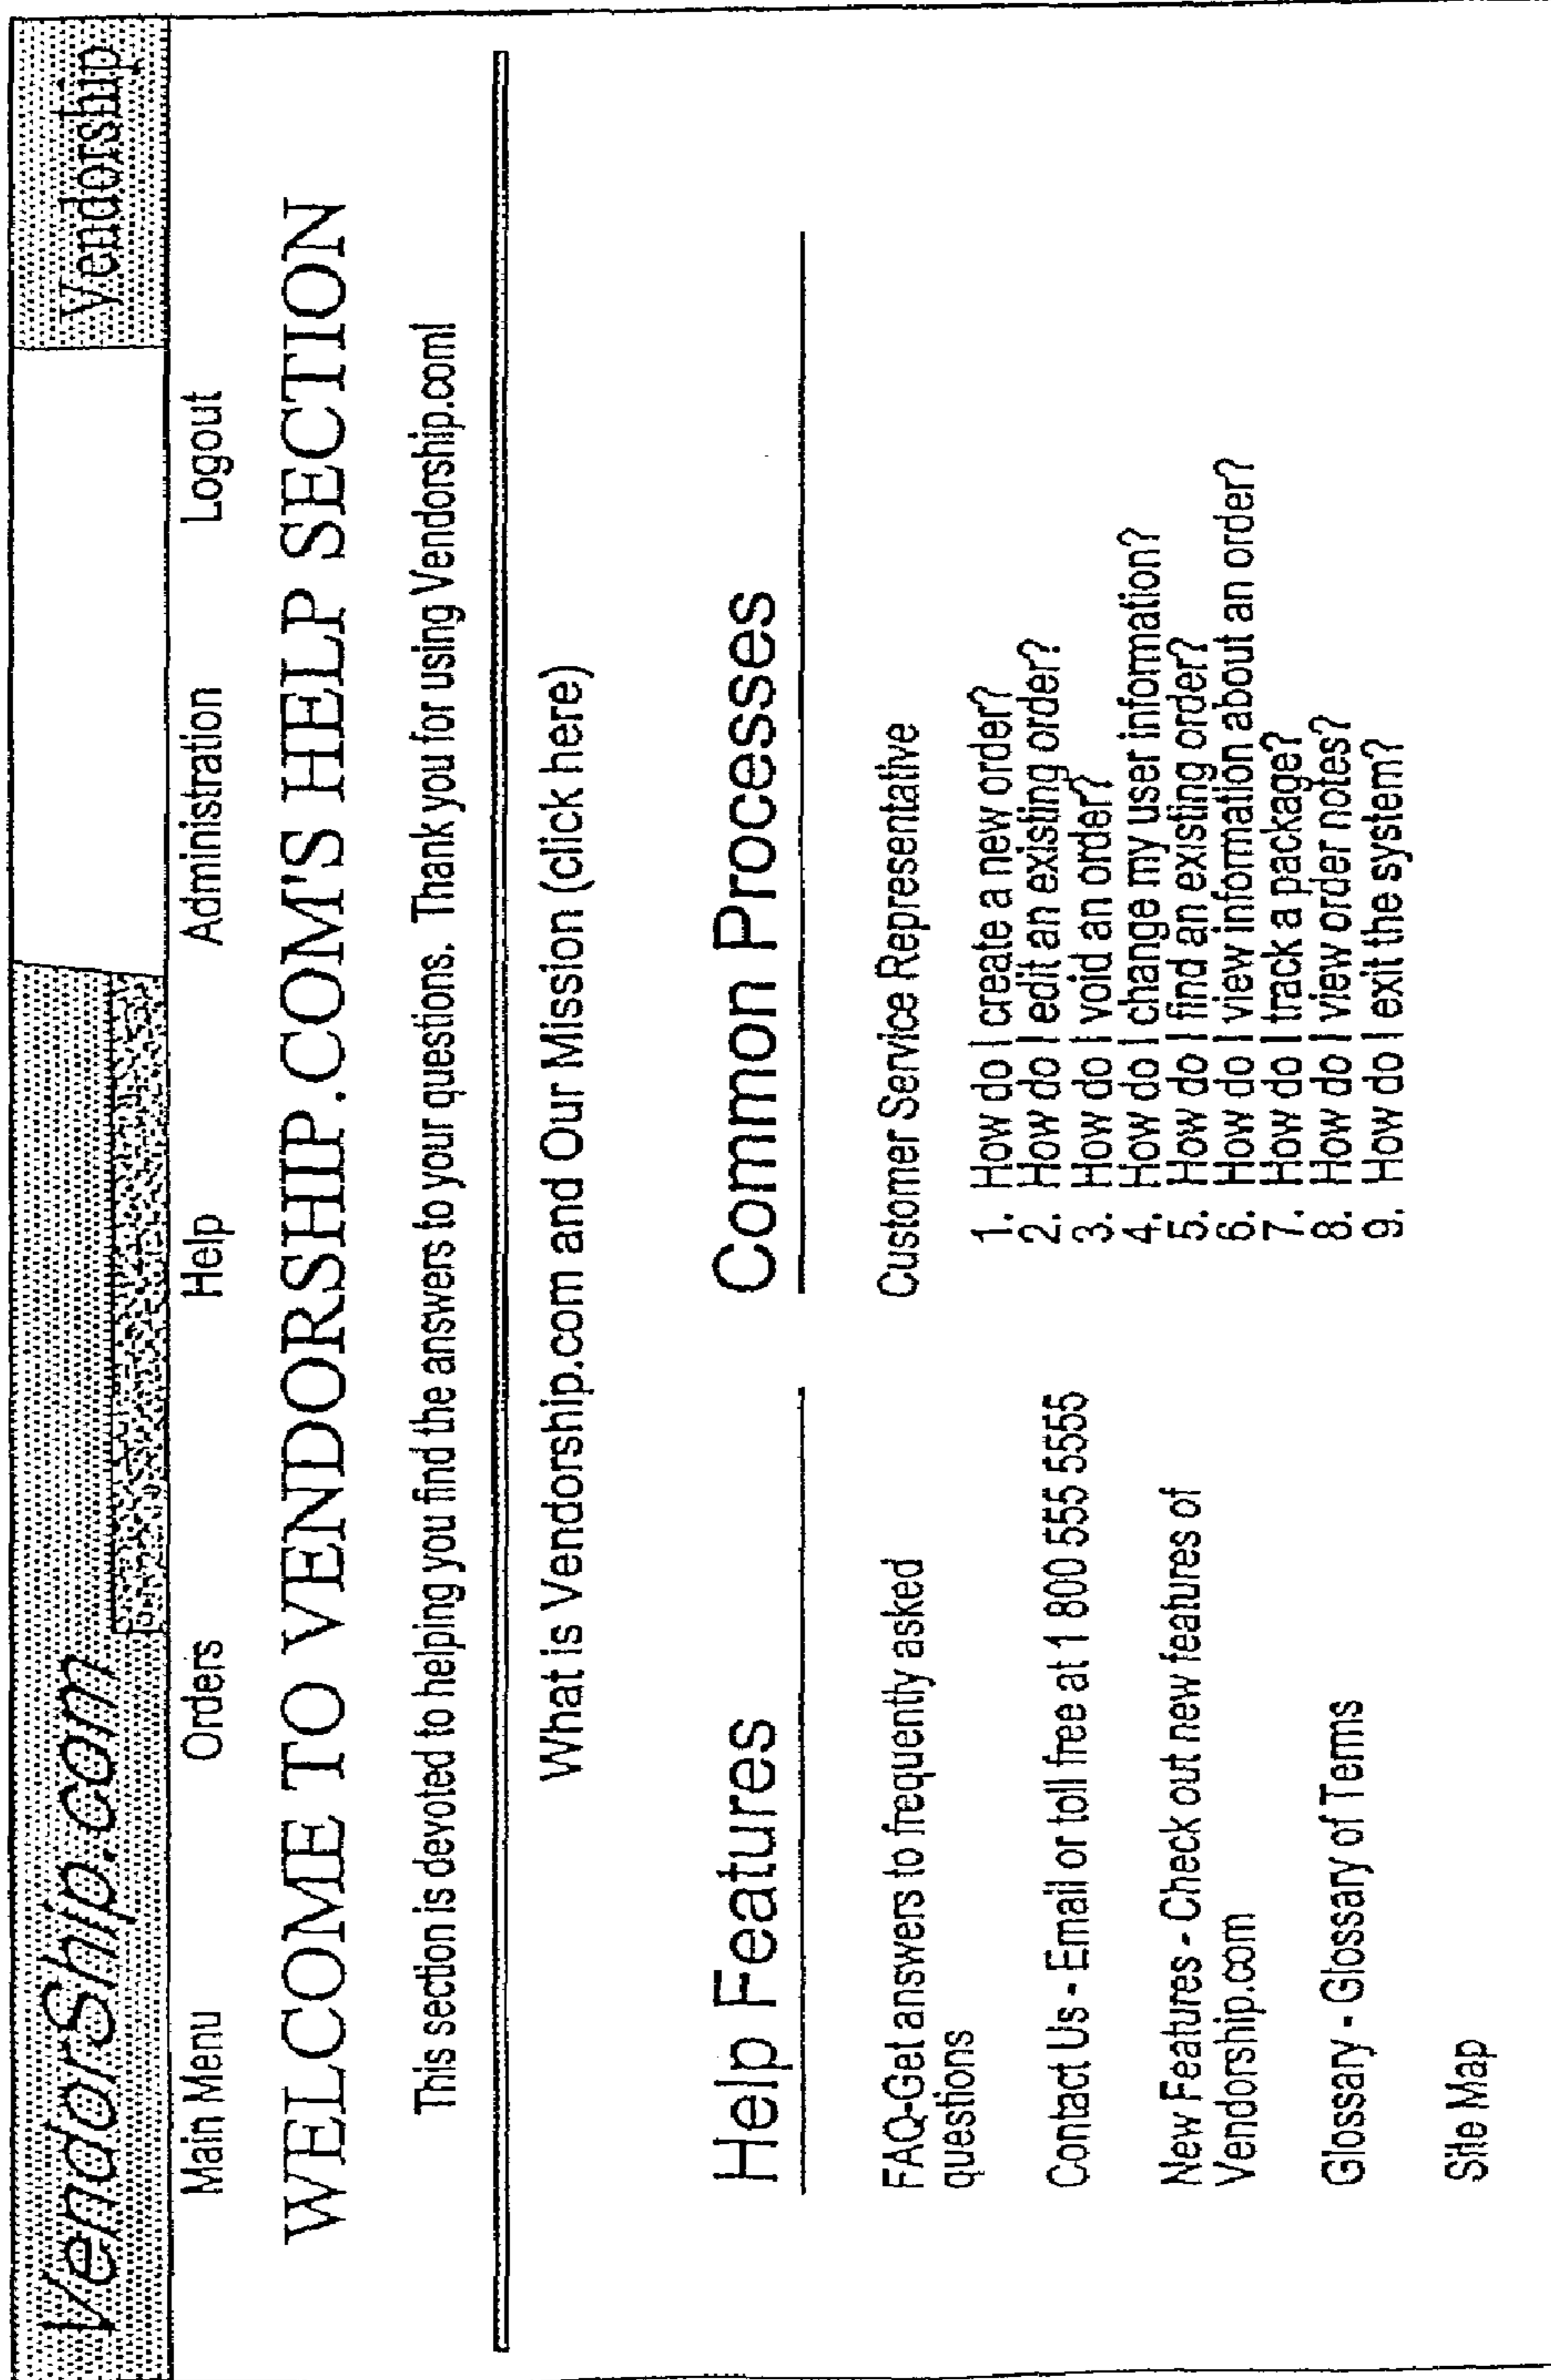 VendorShip.com
Vendorship
Main Menu Orders Help Administration Logout
WELCOME TO VENDORSHIP.COM'S HELP SECTION
This section is devoted to helping you find the answers to your questions. Thank you for using Vendorship.com!
What is Vendorship.com and Our Mission (click here)
Help Features
FAQ-Get answers to frequently asked
questions
Contact Us - Email or toll free at 1 800 555 5555
New Features - Check out new features of
Vendorship.com
Glossary - Glossary of Terms
Site Map
Common Processes
Customer Service Representative
1. How do I create a new order?
2. How do I edit an existing order?
3. How do I void an order?
4. How do I change my user information?
5. How do I find an existing order?
6. How do I view information about an order?
7. How do I track a package?
8. How do I view order notes?
9. How do I exit the system?